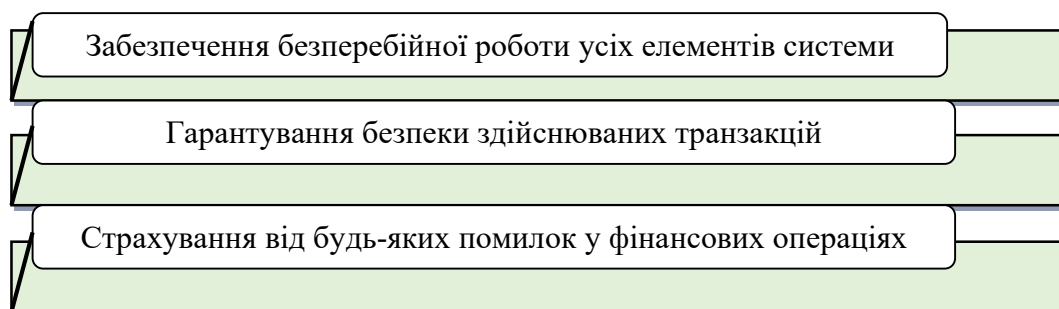 Забезпечення безперебійної роботи усіх елементів системи
Гарантування безпеки здійснюваних транзакцій
Страхування від будь-яких помилок у фінансових операціях